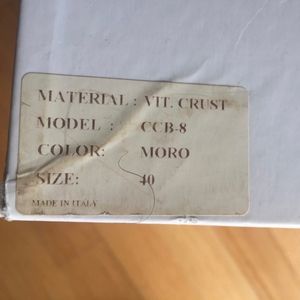 MATERIAL : VIT. CRUST
MODEL : CCB-8
COLOR: MORO
SIZE: 40
MADE IN ITALY